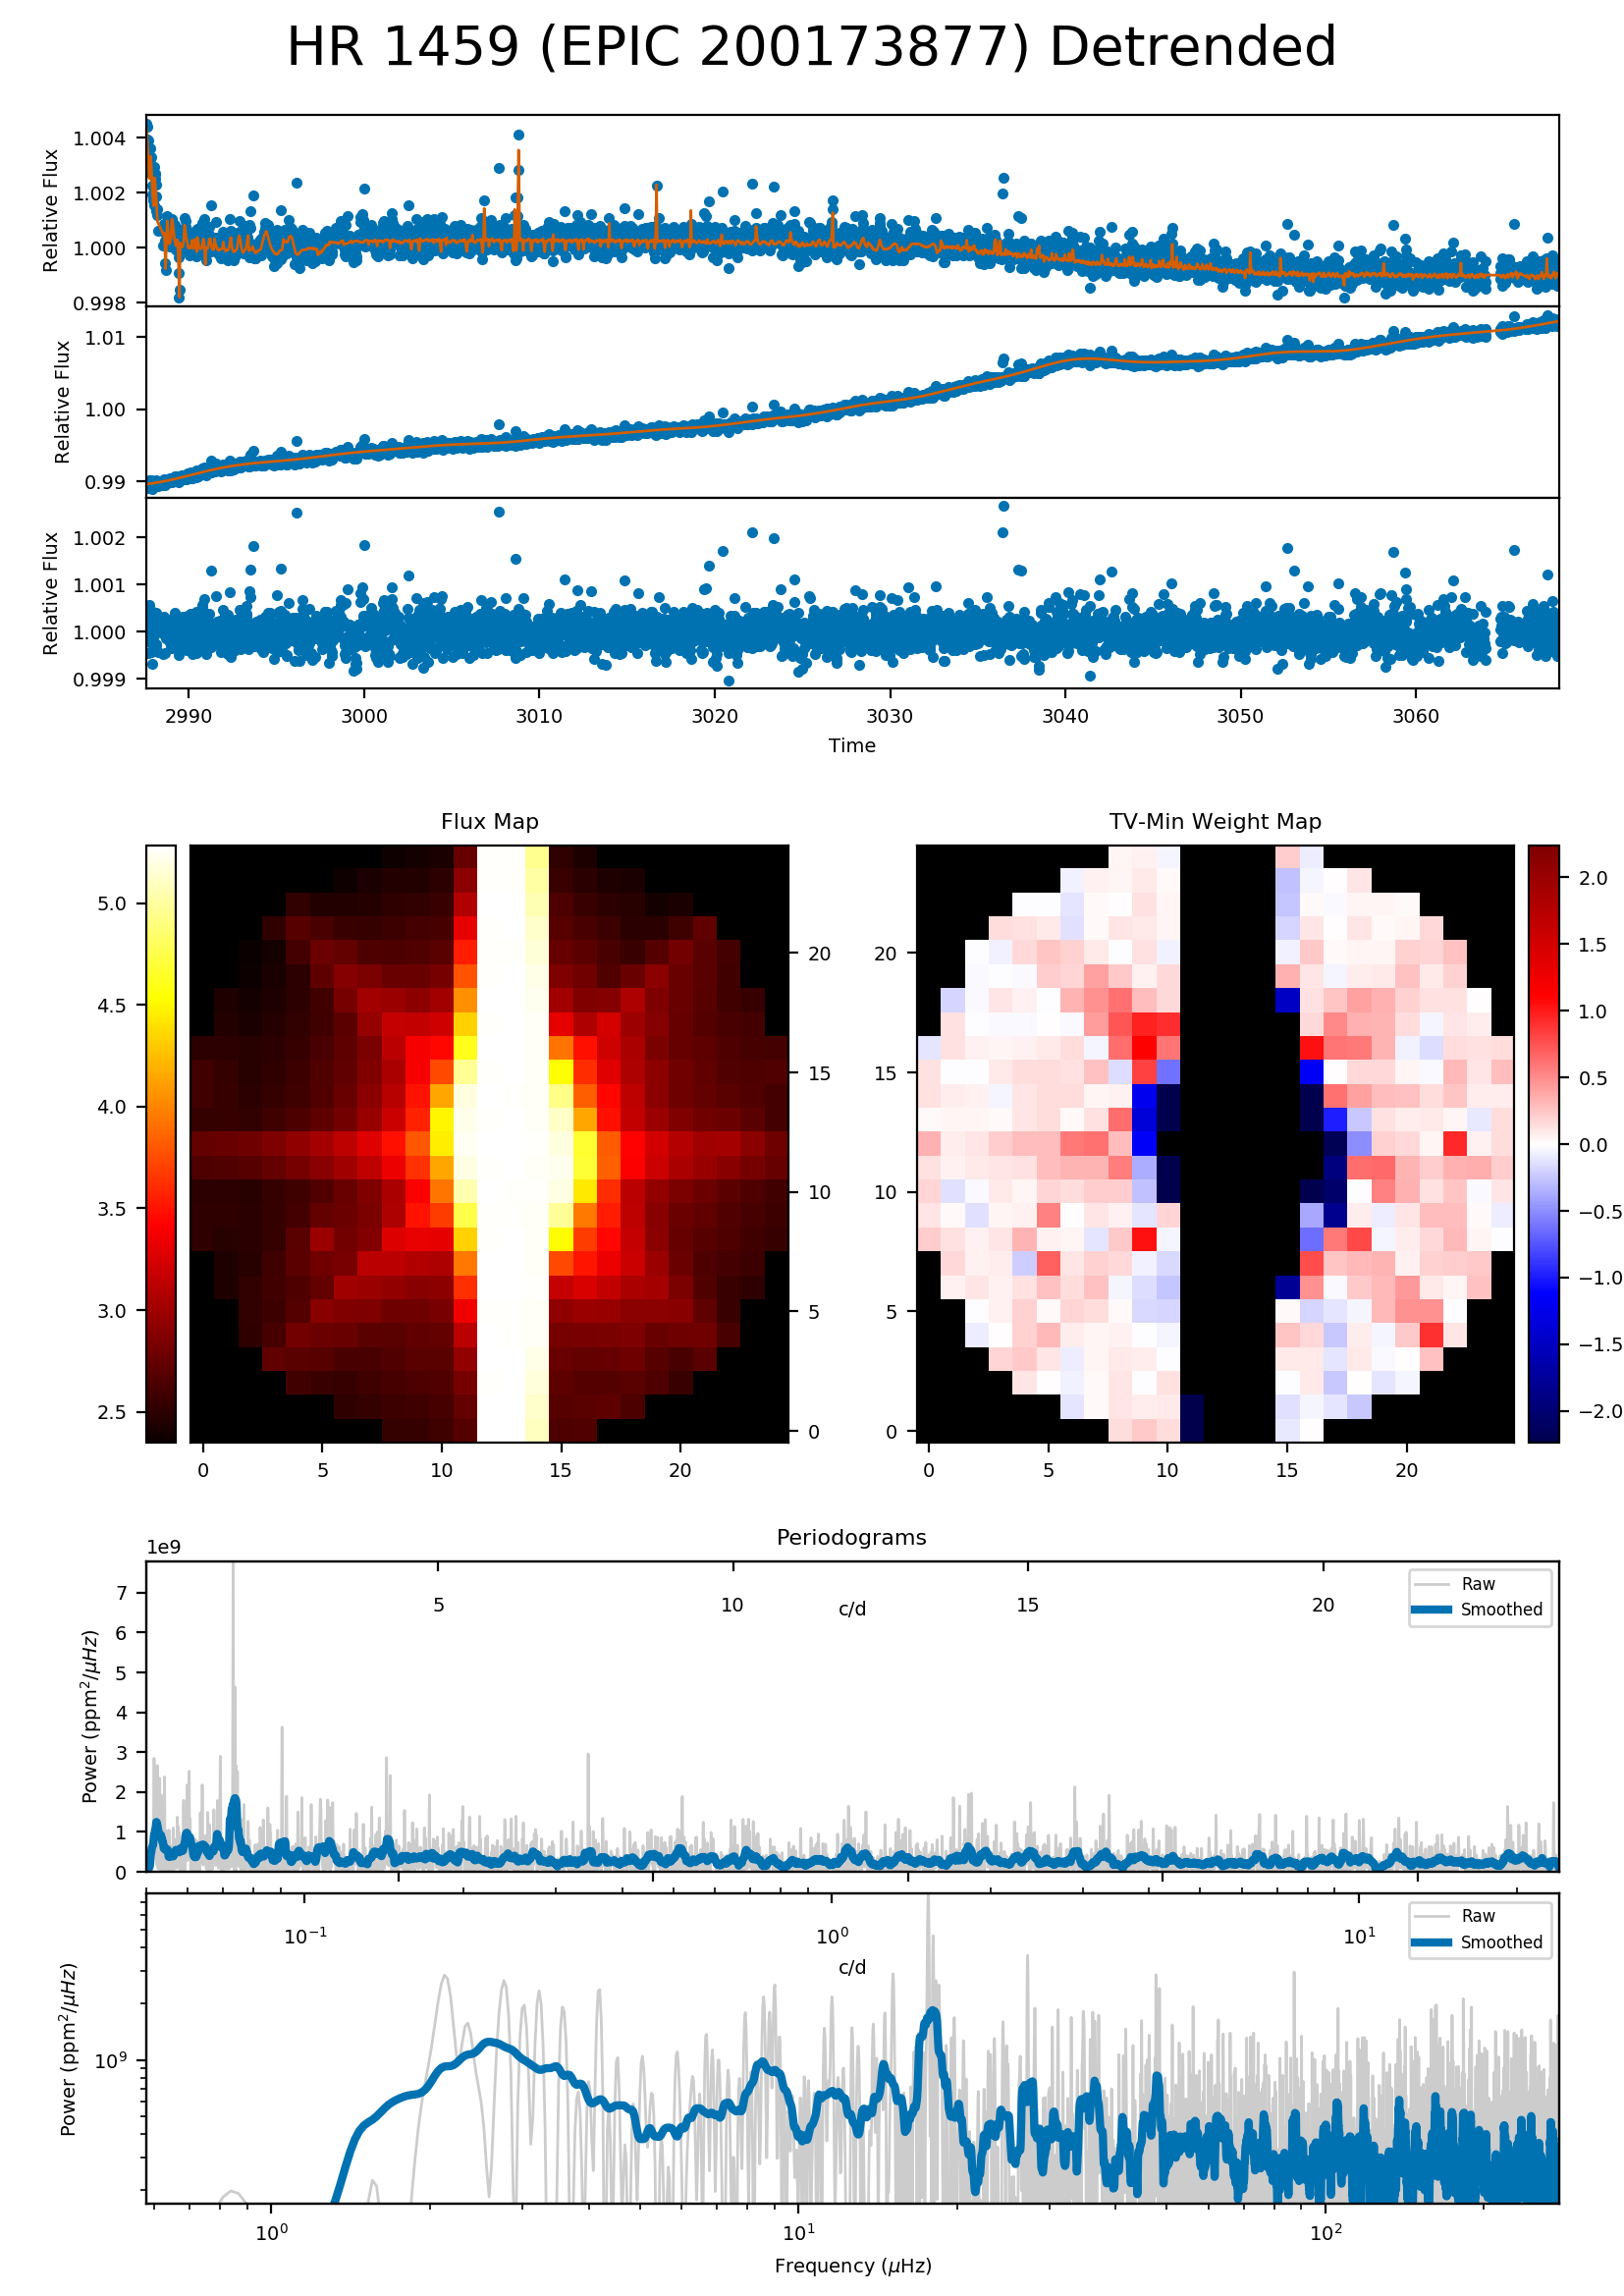 HR 1459 (EPIC 200173877) Detrended
Relative Flux
1.004
1.002
1.000
0.998
Relative Flux
1.01
1.00
0.99
Relative Flux
1.002
1.001
1.000
0.999
2990 3000 3010 3020 3030 3040 3050 3060
Time
Flux Map
5.0
4.5
4.0
3.5
3.0
2.5
20
15
10
5
0
0 5 10 15 20
TV-Min Weight Map
20
15
10
5
0
0 5 10 15 20
2.0
1.5
1.0
0.5
0.0
−0.5
−1.0
−1.5
−2.0
Periodograms
1e9
Power (ppm²/μHz)
7
6
5
4
3
2
1
0
5 10 15 20
c/d
Raw
Smoothed
Power (ppm²/μHz)
10⁹
10⁻¹ 10⁰ 10¹
c/d
Raw
Smoothed
10⁰ 10¹ 10²
Frequency (μHz)